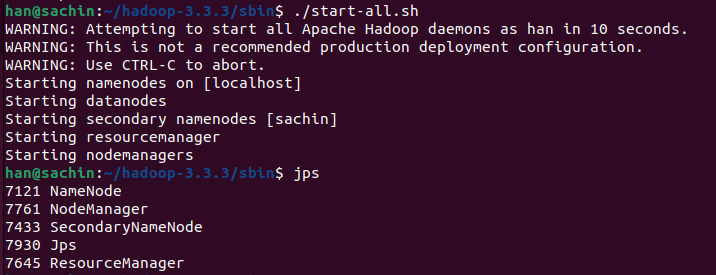 han@sachin:~/hadoop-3.3.3/sbin$ ./start-all.sh
WARNING: Attempting to start all Apache Hadoop daemons as han in 10 seconds.
WARNING: This is not a recommended production deployment configuration.
WARNING: Use CTRL-C to abort.
Starting namenodes on [localhost]
Starting datanodes
Starting secondary namenodes [sachin]
Starting resourcemanager
Starting nodemanagers
han@sachin:~/hadoop-3.3.3/sbin$ jps
7121 NameNode
7761 NodeManager
7433 SecondaryNameNode
7930 Jps
7645 ResourceManager